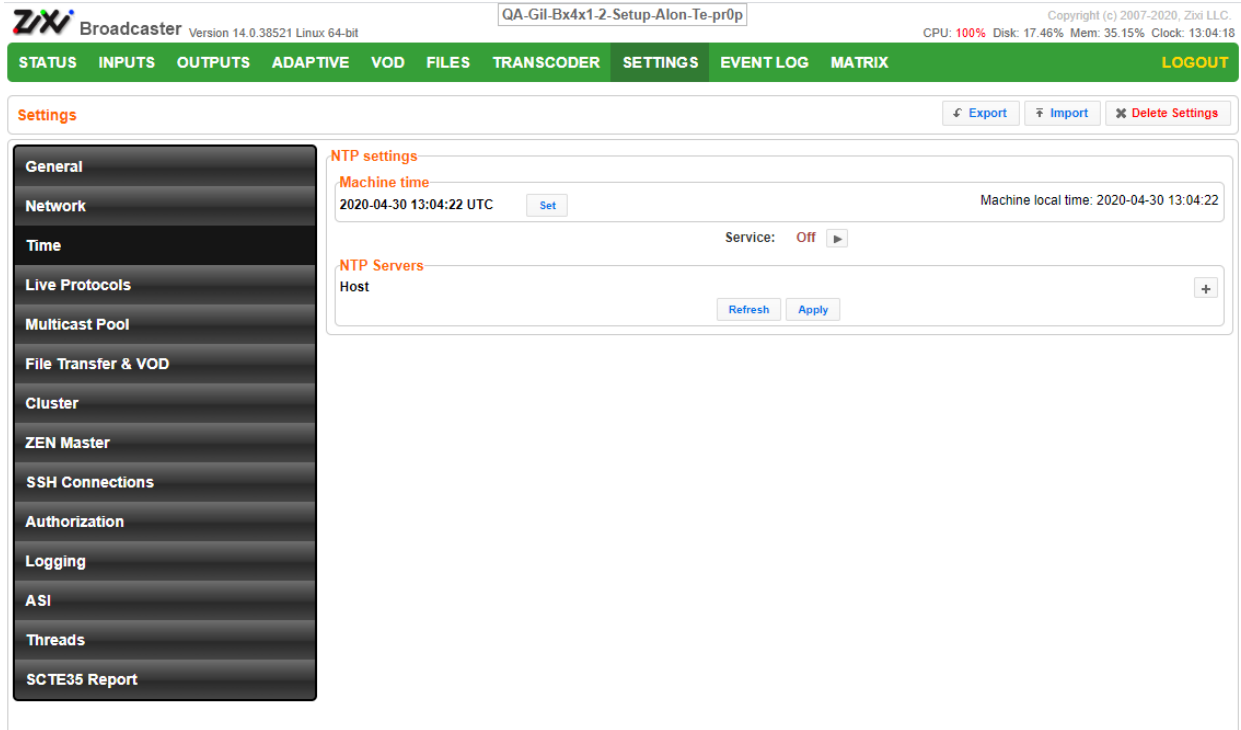 QA-Gil-Bx4x1-2-Setup-Alon-Te-pr0p
Copyright (c) 2007-2020, Zixi LLC.
ZiXi Broadcaster Version 14.0.38521 Linux 64-bit
CPU: 100% Disk: 17.46% Mem: 35.15% Clock: 13:04:18
STATUS INPUTS OUTPUTS ADAPTIVE VOD FILES TRANSCODER SETTINGS EVENT LOG MATRIX LOGOUT
Settings
Export Import Delete Settings
General
Network
Time
Live Protocols
Multicast Pool
File Transfer & VOD
Cluster
ZEN Master
SSH Connections
Authorization
Logging
ASI
Threads
SCTE35 Report
NTP settings
Machine time
2020-04-30 13:04:22 UTC Set Machine local time: 2020-04-30 13:04:22
Service: Off
NTP Servers
Host +
Refresh Apply